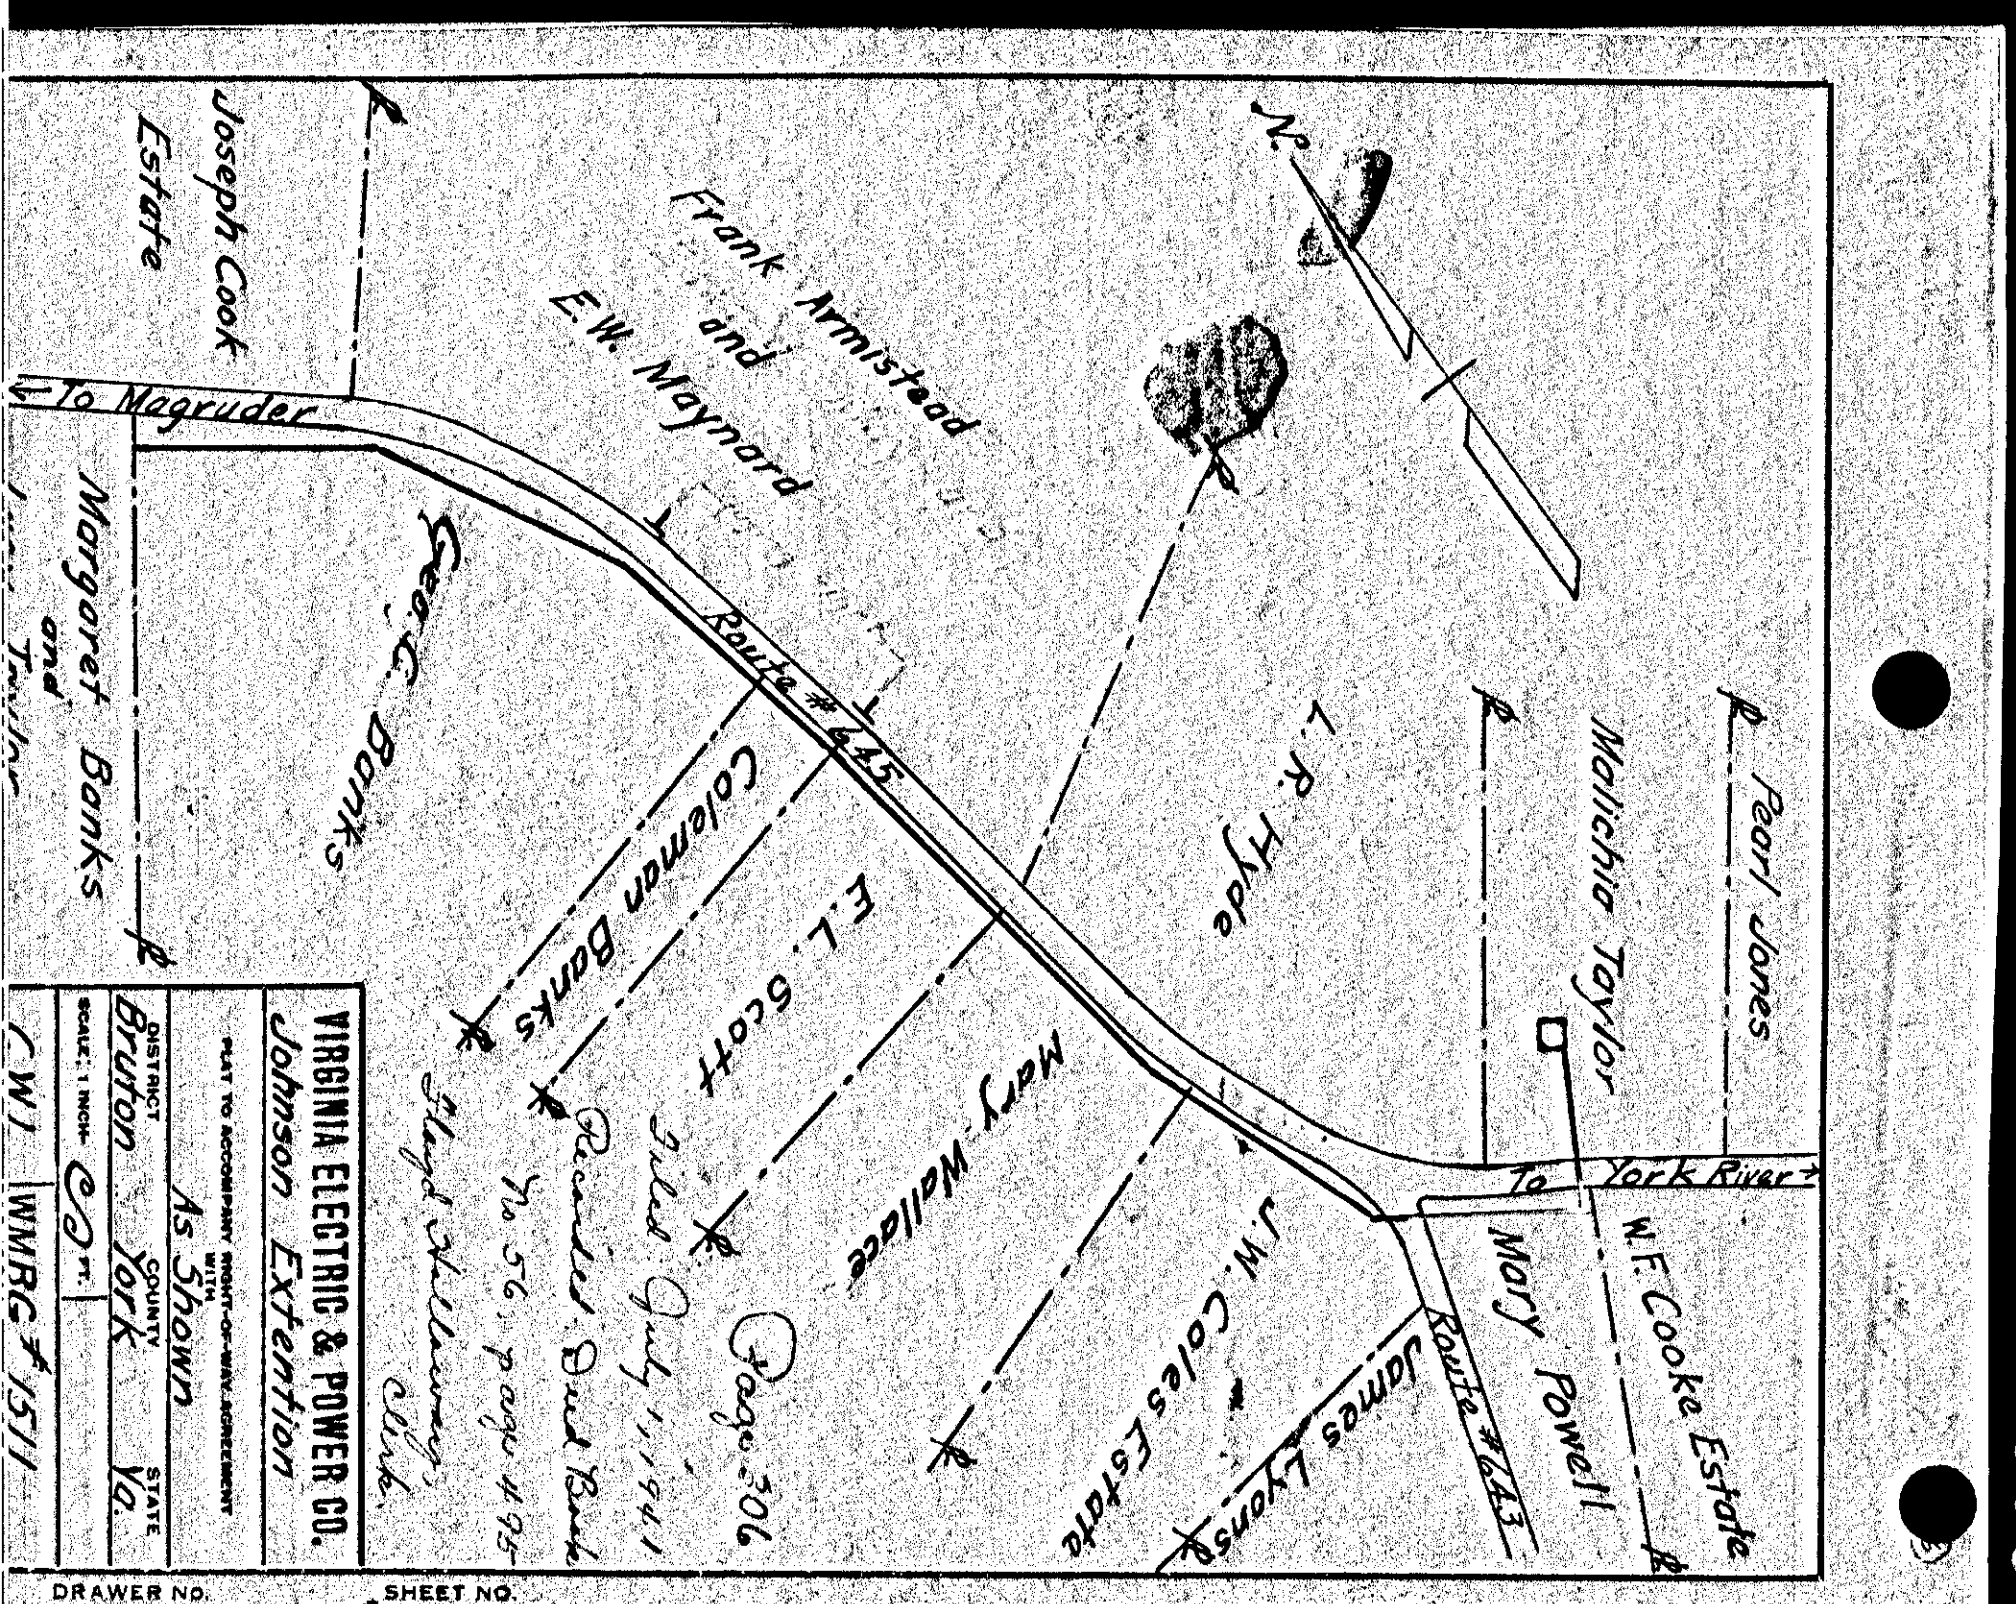 Joseph Cook
Estate
Frank Armistead
and
E. W. Maynard
N.
← To Magruder
Margaret Banks
and
Taylor
Geo. C. Banks
Route # 645
Coleman Banks
E. L. Scott
Mary Wallace
L. R. Hyde
Malichia Taylor
Pearl Jones
To York River →
W. F. Cooke Estate
Mary Powell
Route # 643
James Lyons
J. W. Coles Estate
Page 306
Filed July 1, 1941
Recorded Deed Book
No 56, page 495
Floyd Holloway,
Clerk.
VIRGINIA ELECTRIC & POWER CO.
Johnson Extention
PLAT TO ACCOMPANY RIGHT-OF-WAY AGREEMENT
WITH
As Shown
DISTRICT COUNTY STATE
Bruton York Va.
SCALE: 1 INCH FT.
C.W.J. WMRG # 1511
DRAWER NO. SHEET NO.